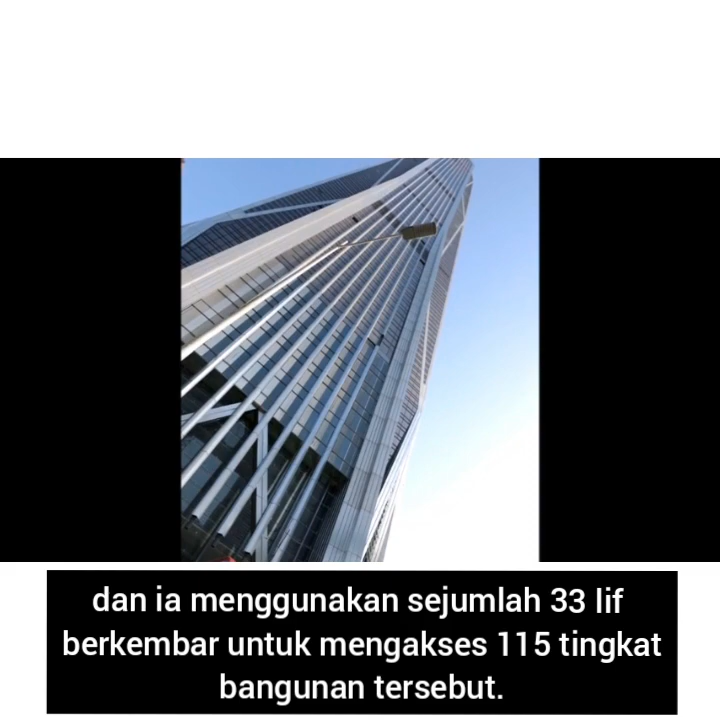 dan ia menggunakan sejumlah 33 lif
berkembar untuk mengakses 115 tingkat
bangunan tersebut.